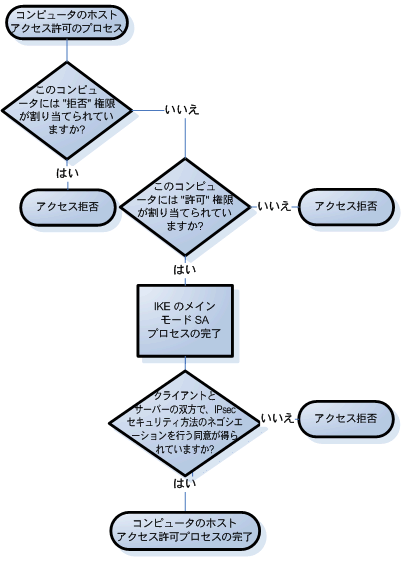 コンピュータのホスト
アクセス許可のプロセス
このコンピュ
ータには "拒否" 権限
が割り当てられてい
ますか?
いいえ
はい
アクセス拒否
このコンピュ
ータには "許可" 権限
が割り当てられてい
ますか?
いいえ
アクセス拒否
はい
IKE のメイン
モード SA
プロセスの完了
クライアントと
サーバーの双方で、IPsec
セキュリティ方法のネゴシエ
ーションを行う同意が得ら
れていますか?
いいえ
アクセス拒否
はい
コンピュータのホスト
アクセス許可プロセスの完了